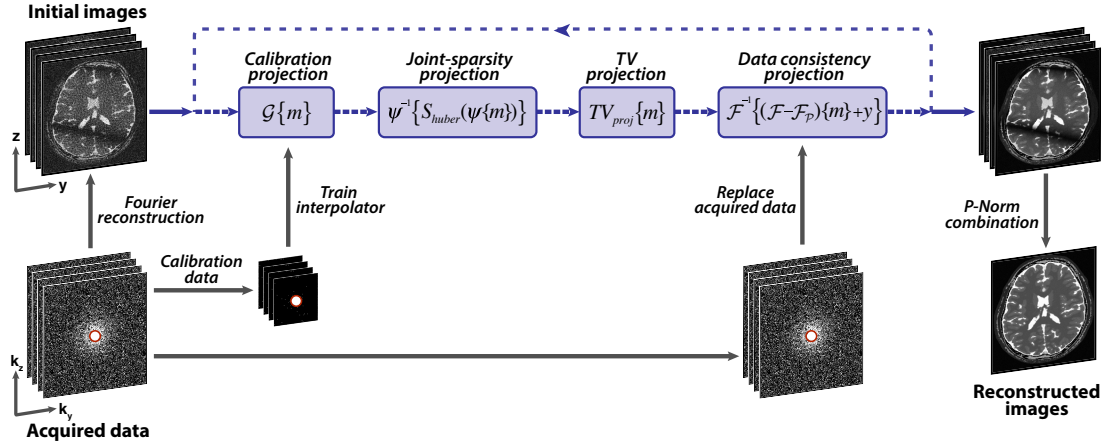 Initial images
z
y
Calibration
projection
𝒢{m}
Joint-sparsity
projection
ψ⁻¹{S_huber(ψ{m})}
TV
projection
TV_proj{m}
Data consistency
projection
ℱ⁻¹{(ℱ−ℱ_𝒫){m}+y}
Fourier
reconstruction
Train
interpolator
Replace
acquired data
P-Norm
combination
Calibration
data
k_z
k_y
Acquired data
Reconstructed
images